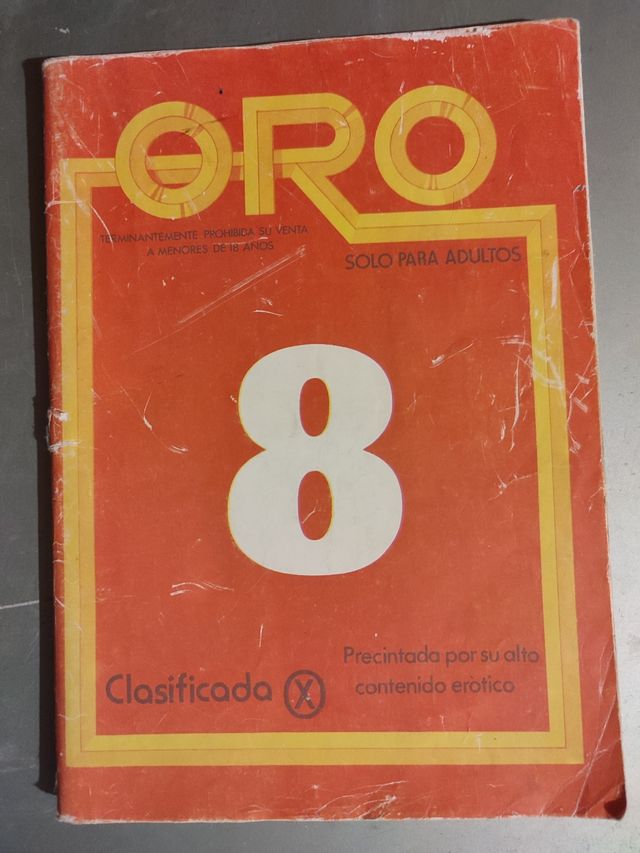 ORO
TERMINANTEMENTE PROHIBIDA SU VENTA
A MENORES DE 18 AÑOS
SOLO PARA ADULTOS
8
Clasificada X
Precintada por su alto
contenido eròtico